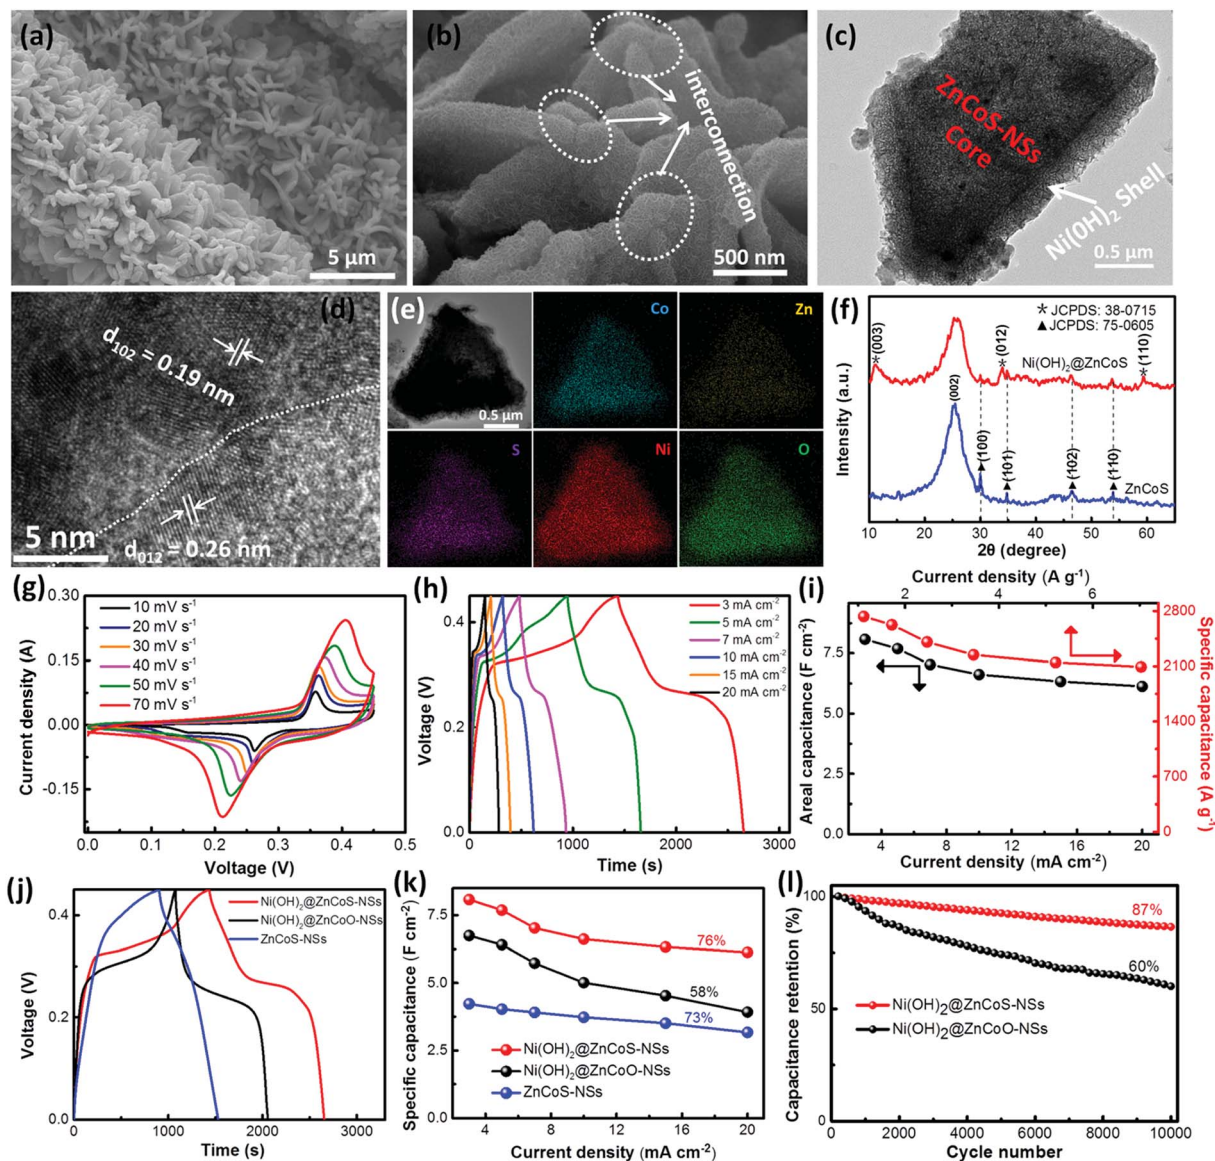 (a)
5 µm
(b)
interconnection
500 nm
(c)
ZnCoS-NSs
Core
Ni(OH)2 Shell
0.5 µm
(d)
d102 = 0.19 nm
d012 = 0.26 nm
5 nm
(e)
0.5 µm
Co
Zn
S
Ni
O
(f)
* JCPDS: 38-0715
▲JCPDS: 75-0605
*(003)
*(012)
*(110)
Ni(OH)2@ZnCoS
(002)
▲(100)
▲(101)
▲(102)
▲(110)
ZnCoS
Intensity (a.u.)
10 20 30 40 50 60
2θ (degree)
(g)
10 mV s-1
20 mV s-1
30 mV s-1
40 mV s-1
50 mV s-1
70 mV s-1
Current density (A)
0.30
0.15
0.00
-0.15
0.0 0.1 0.2 0.3 0.4 0.5
Voltage (V)
(h)
3 mA cm-2
5 mA cm-2
7 mA cm-2
10 mA cm-2
15 mA cm-2
20 mA cm-2
Voltage (V)
0.4
0.2
0.0
0 1000 2000 3000
Time (s)
(i)
Current density (A g-1)
2 4 6
Areal capacitance (F cm-2)
7.5
5.0
2.5
0.0
Specific capacitance (A g-1)
2800
2100
1400
700
0
4 8 12 16 20
Current density (mA cm-2)
(j)
Ni(OH)2@ZnCoS-NSs
Ni(OH)2@ZnCoO-NSs
ZnCoS-NSs
Voltage (V)
0.4
0.2
0.0
0 1000 2000 3000
Time (s)
(k)
Specific capacitance (F cm-2)
7.5
5.0
2.5
0.0
76%
58%
73%
Ni(OH)2@ZnCoS-NSs
Ni(OH)2@ZnCoO-NSs
ZnCoS-NSs
4 8 12 16 20
Current density (mA cm-2)
(l)
Capacitance retention (%)
100
50
0
87%
60%
Ni(OH)2@ZnCoS-NSs
Ni(OH)2@ZnCoO-NSs
0 2000 4000 6000 8000 10000
Cycle number